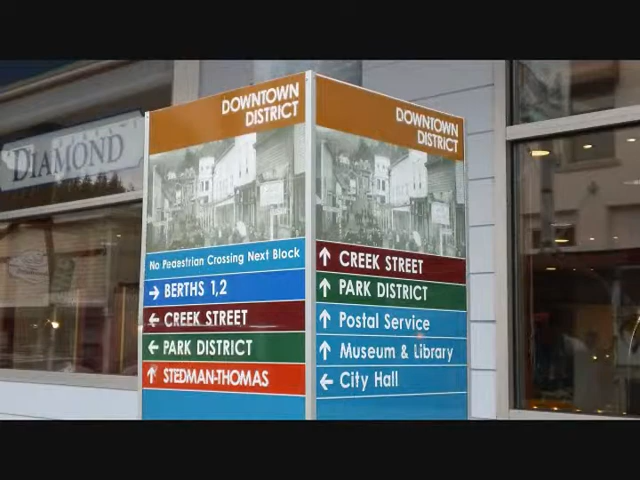 DIAMOND
DOWNTOWN
DISTRICT
No Pedestrian Crossing Next Block
→ BERTHS 1,2
← CREEK STREET
← PARK DISTRICT
↑ STEDMAN-THOMAS
DOWNTOWN
DISTRICT
↑ CREEK STREET
↑ PARK DISTRICT
↑ Postal Service
↑ Museum & Library
← City Hall